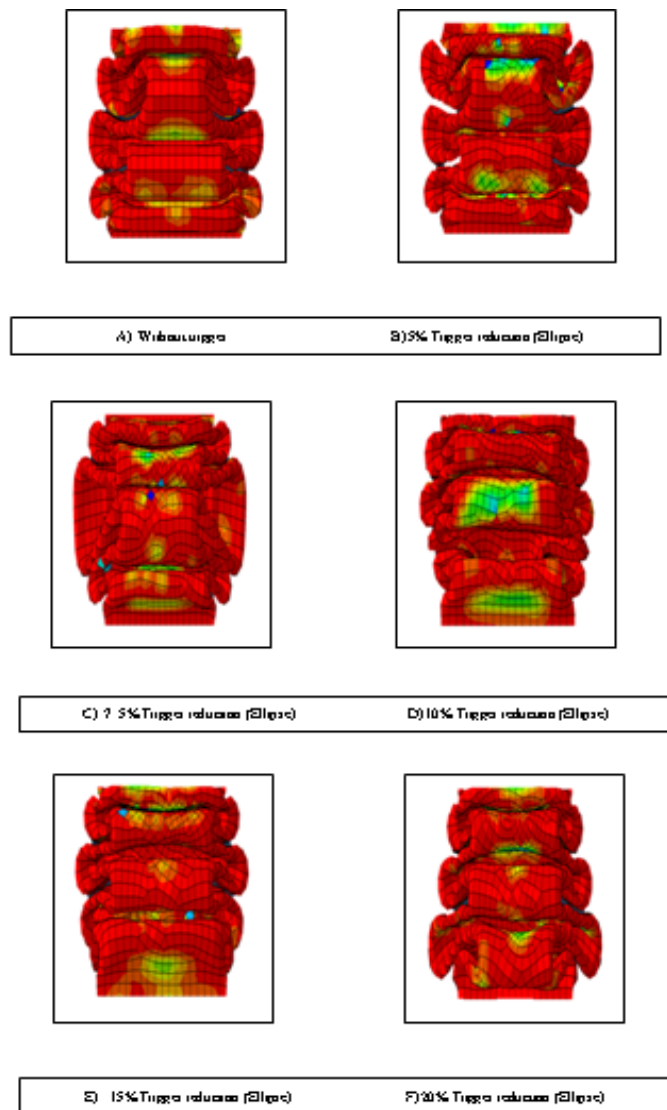 A) Without trigger
B) 5% Trigger reduction (Ellipse)
C) 7.5% Trigger reduction (Ellipse)
D) 10% Trigger reduction (Ellipse)
E) 15% Trigger reduction (Ellipse)
F) 20% Trigger reduction (Ellipse)